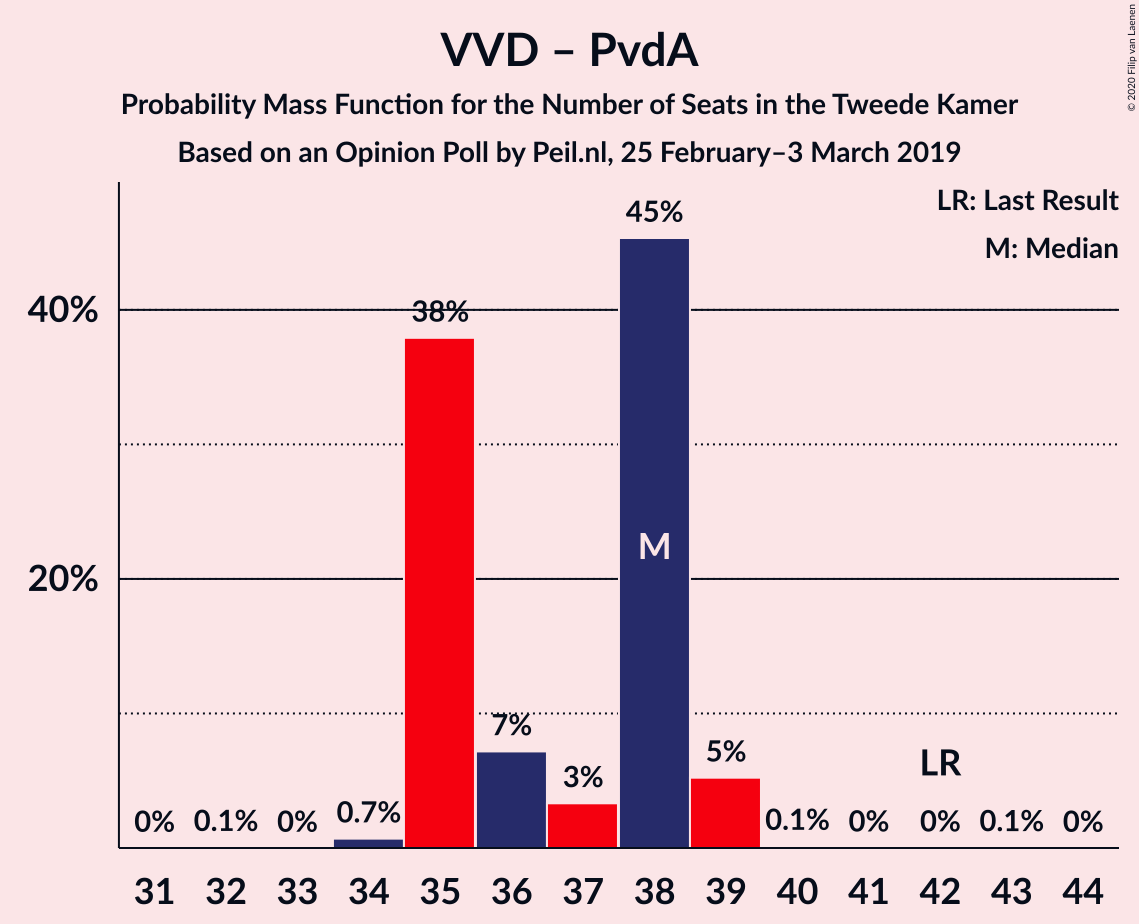 VVD – PvdA
Probability Mass Function for the Number of Seats in the Tweede Kamer
Based on an Opinion Poll by Peil.nl, 25 February–3 March 2019
© 2020 Filip van Laenen
LR: Last Result
M: Median
45%
40%
38%
M
20%
7%
3%
5%
LR
0%
0.1%
0%
0.7%
0.1%
0%
0%
0.1%
0%
31 32 33 34 35 36 37 38 39 40 41 42 43 44